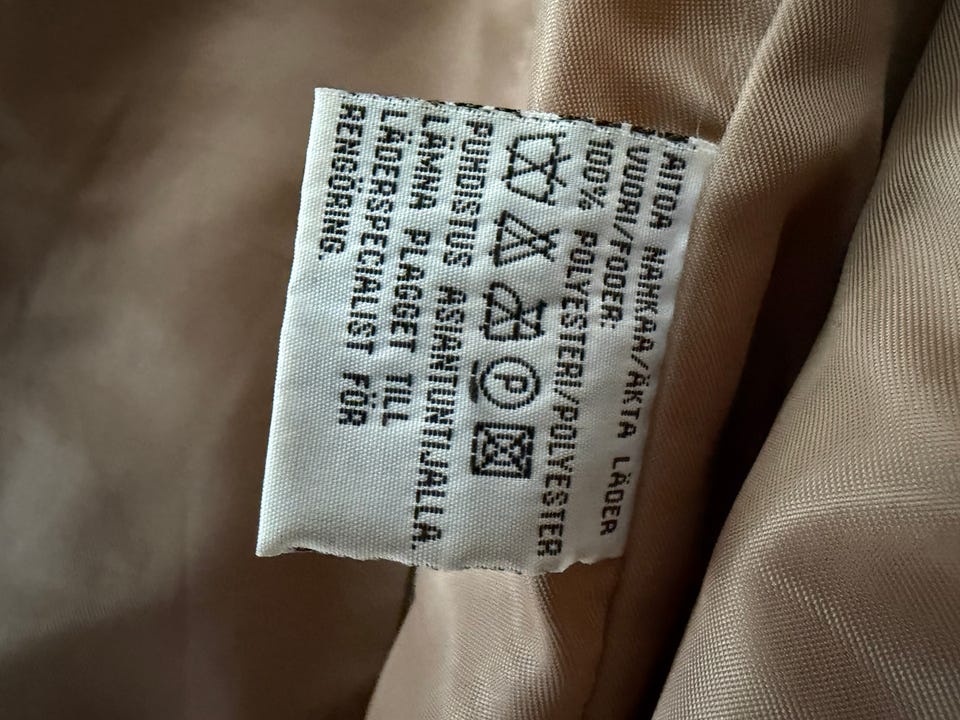 AITOA NAHKAA/ÄKTA LÄDER
VUORI/FODER:
100% POLYESTERI/POLYESTER
P
PUHDISTUS ASIANTUNTIJALLA.
LÄMNA PLAGGET TILL
LÄDERSPECIALIST FÖR
RENGÖRING.